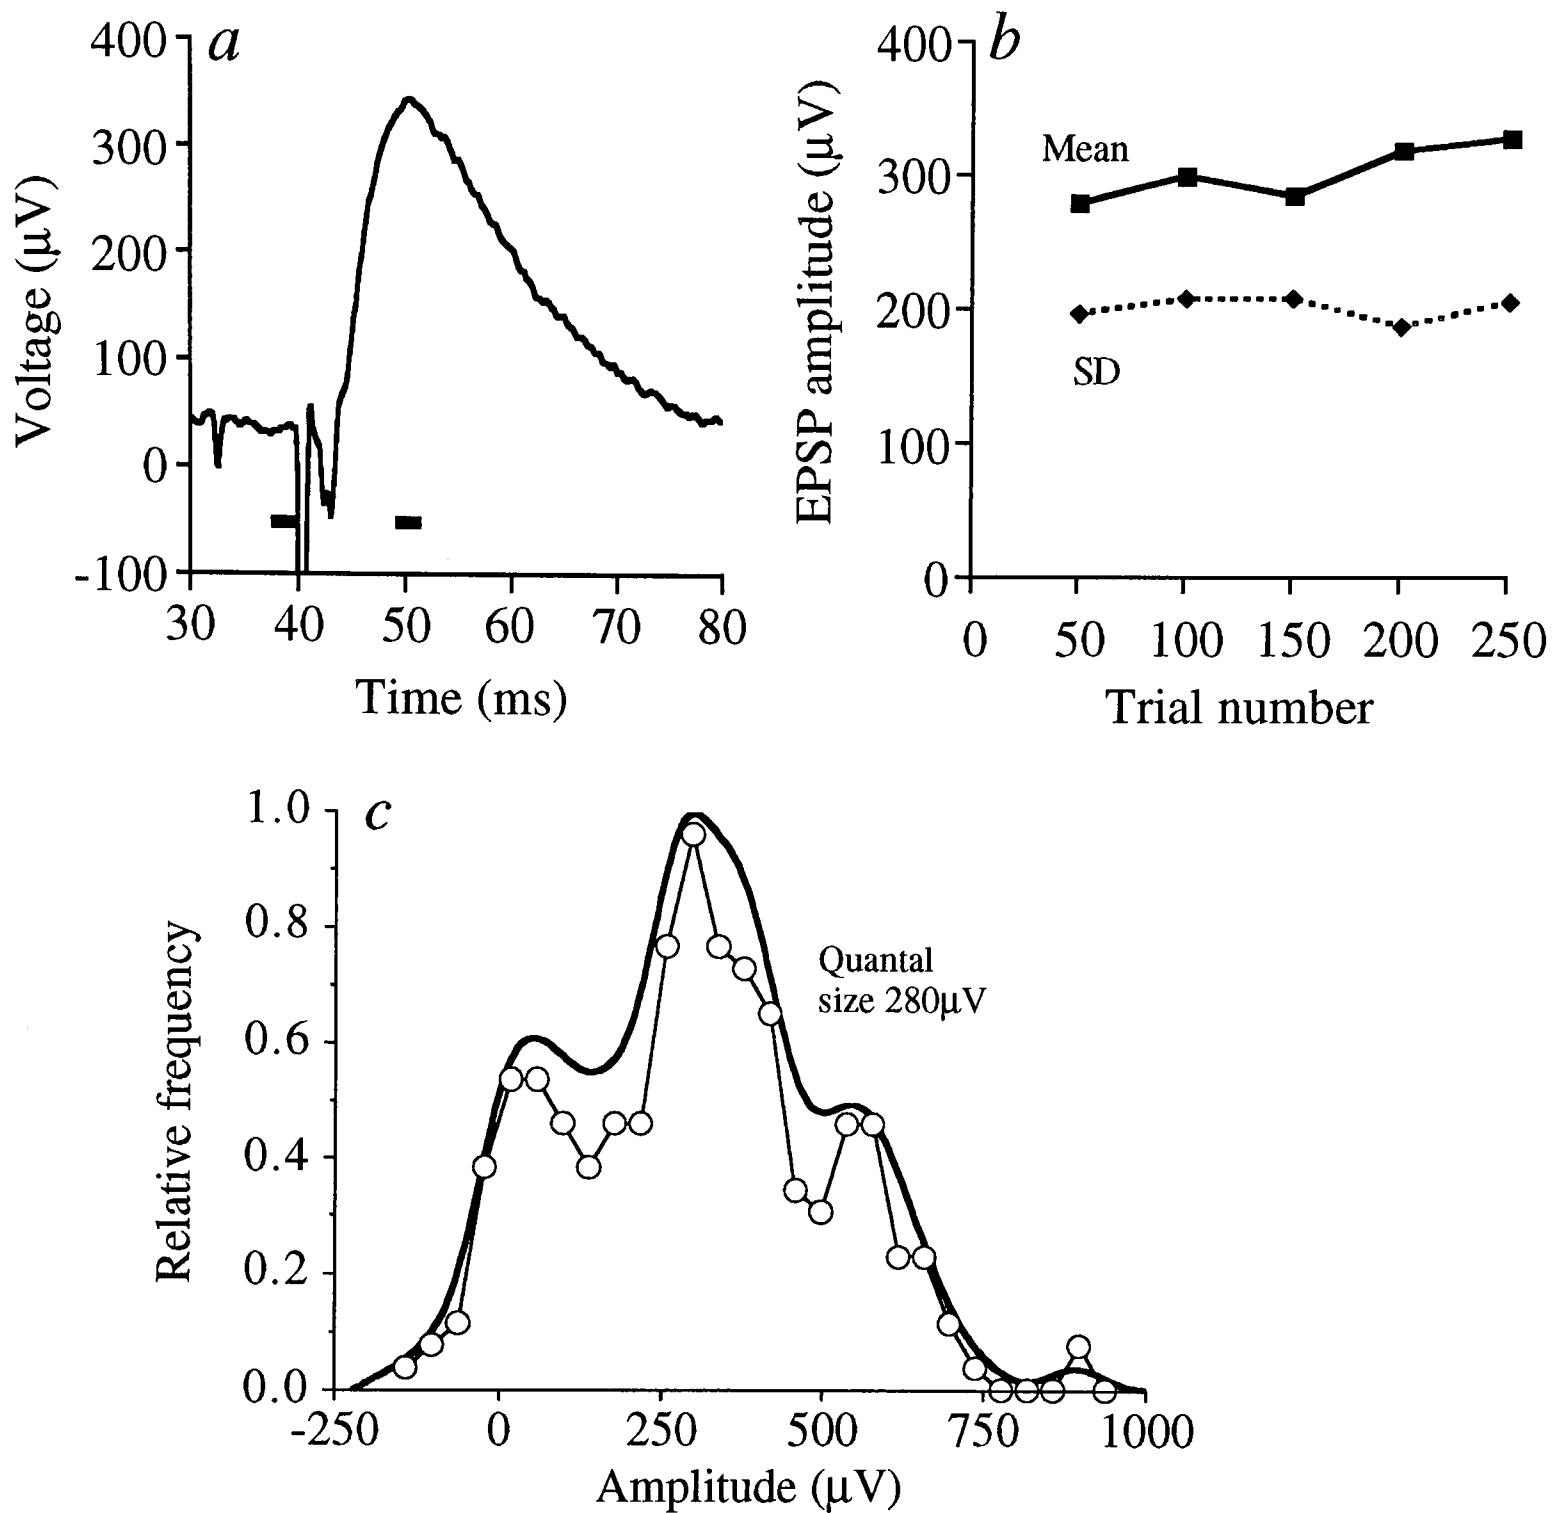 a
400
300
200
100
0
-100
Voltage (µV)
30 40 50 60 70 80
Time (ms)
b
400
300
200
100
0
EPSP amplitude (µV)
Mean
SD
0 50 100 150 200 250
Trial number
c
1.0
0.8
0.6
0.4
0.2
0.0
Relative frequency
Quantal
size 280µV
-250 0 250 500 750 1000
Amplitude (µV)